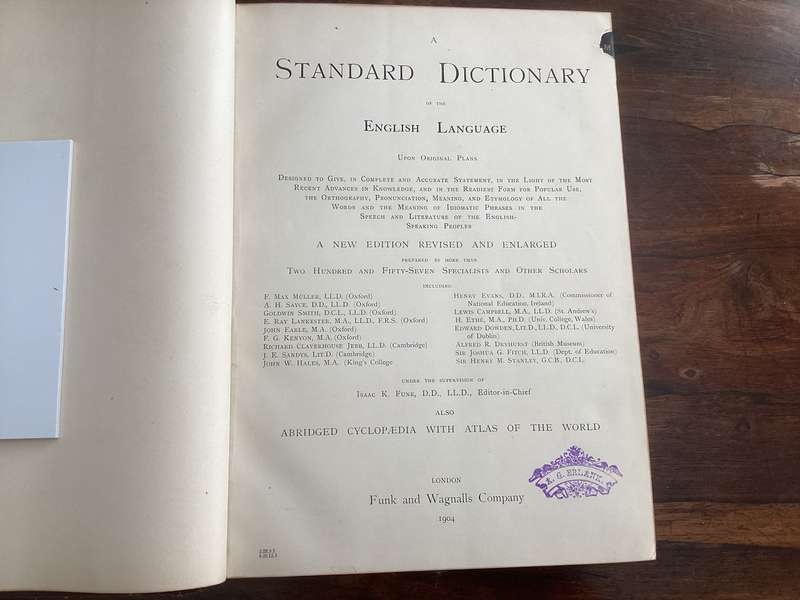 A
STANDARD DICTIONARY
OF THE
ENGLISH LANGUAGE
UPON ORIGINAL PLANS
DESIGNED TO GIVE, IN COMPLETE AND ACCURATE STATEMENT, IN THE LIGHT OF THE MOST
RECENT ADVANCES IN KNOWLEDGE, AND IN THE READIEST FORM FOR POPULAR USE,
THE ORTHOGRAPHY, PRONUNCIATION, MEANING, AND ETYMOLOGY OF ALL THE
WORDS AND THE MEANING OF IDIOMATIC PHRASES IN THE
SPEECH AND LITERATURE OF THE ENGLISH-
SPEAKING PEOPLES
A NEW EDITION REVISED AND ENLARGED
PREPARED BY MORE THAN
TWO HUNDRED AND FIFTY-SEVEN SPECIALISTS AND OTHER SCHOLARS
INCLUDING
F. MAX MÜLLER, LL.D. (Oxford)
A. H. SAYCE, D.D., LL.D. (Oxford)
GOLDWIN SMITH, D.C.L., LL.D. (Oxford)
E. RAY LANKESTER, M.A., LL.D., F.R.S. (Oxford)
JOHN EARLE, M.A. (Oxford)
F. G. KENYON, M.A. (Oxford)
RICHARD CLAVERHOUSE JEBB, LL.D. (Cambridge)
J. E. SANDYS, Lit.D. (Cambridge)
JOHN W. HALES, M.A. (King's College
HENRY EVANS, D.D., M.I.R.A. (Commissioner of
National Education, Ireland)
LEWIS CAMPBELL, M.A., LL.D. (St. Andrew's)
H. ETHÉ, M.A., Ph.D. (Univ. College, Wales)
EDWARD DOWDEN, Lit.D., LL.D., D.C.L. (University
of Dublin)
ALFRED R. DRYHURST (British Museum)
SIR JOSHUA G. FITCH, LL.D. (Dept. of Education)
SIR HENRY M. STANLEY, G.C.B., D.C.L.
UNDER THE SUPERVISION OF
ISAAC K. FUNK, D.D., LL.D., Editor-in-Chief
ALSO
ABRIDGED CYCLOPÆDIA WITH ATLAS OF THE WORLD
A. G. ERLANK.
LONDON
Funk and Wagnalls Company
1904